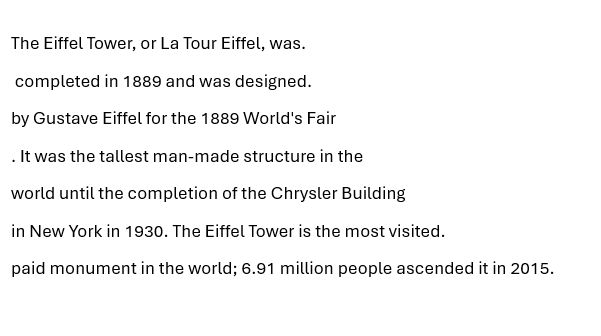 The Eiffel Tower, or La Tour Eiffel, was.
completed in 1889 and was designed.
by Gustave Eiffel for the 1889 World's Fair
. It was the tallest man-made structure in the
world until the completion of the Chrysler Building
in New York in 1930. The Eiffel Tower is the most visited.
paid monument in the world; 6.91 million people ascended it in 2015.